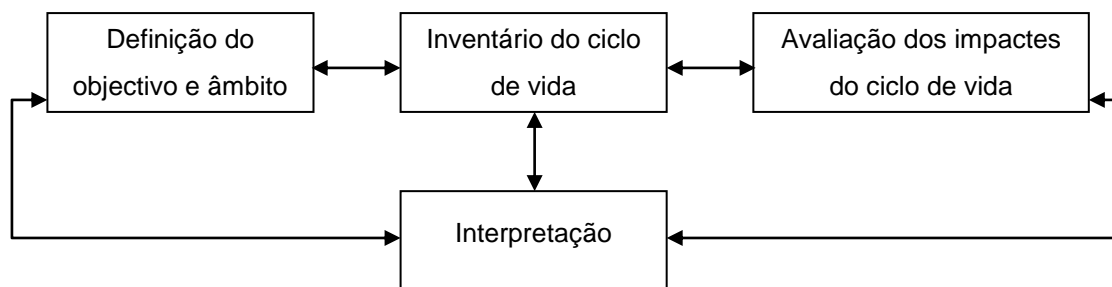 Definição do
objectivo e âmbito
Inventário do ciclo
de vida
Avaliação dos impactes
do ciclo de vida
Interpretação